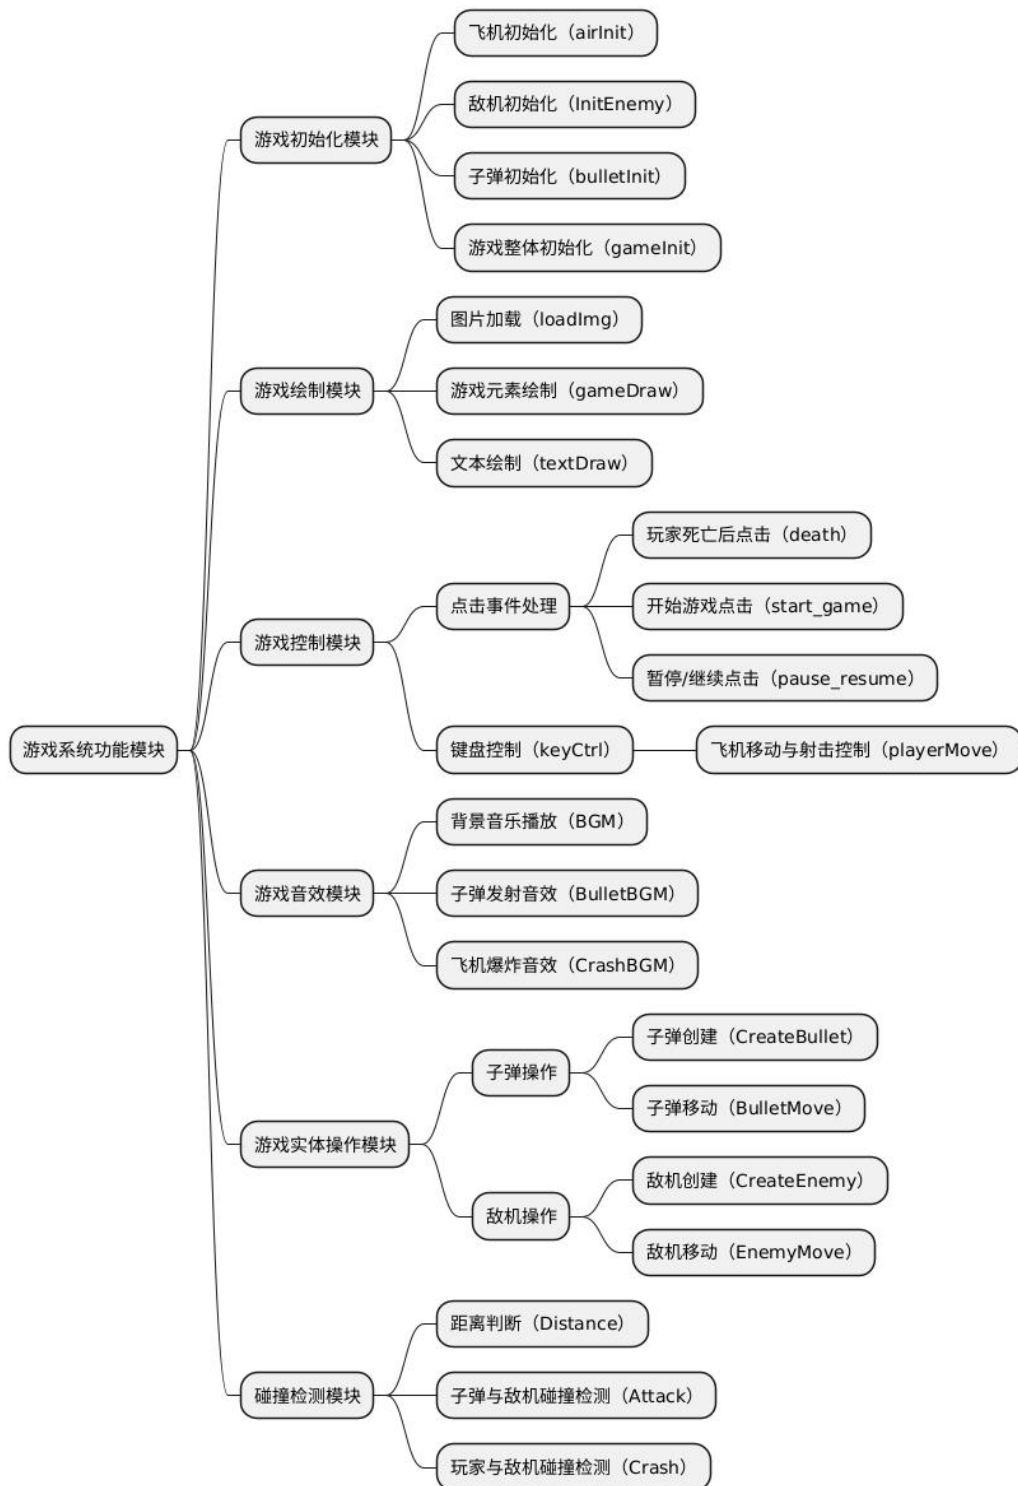 游戏系统功能模块
游戏初始化模块
飞机初始化（airInit）
敌机初始化（InitEnemy）
子弹初始化（bulletInit）
游戏整体初始化（gameInit）
游戏绘制模块
图片加载（loadImg）
游戏元素绘制（gameDraw）
文本绘制（textDraw）
游戏控制模块
点击事件处理
玩家死亡后点击（death）
开始游戏点击（start_game）
暂停/继续点击（pause_resume）
键盘控制（keyCtrl）
飞机移动与射击控制（playerMove）
游戏音效模块
背景音乐播放（BGM）
子弹发射音效（BulletBGM）
飞机爆炸音效（CrashBGM）
游戏实体操作模块
子弹操作
子弹创建（CreateBullet）
子弹移动（BulletMove）
敌机操作
敌机创建（CreateEnemy）
敌机移动（EnemyMove）
碰撞检测模块
距离判断（Distance）
子弹与敌机碰撞检测（Attack）
玩家与敌机碰撞检测（Crash）